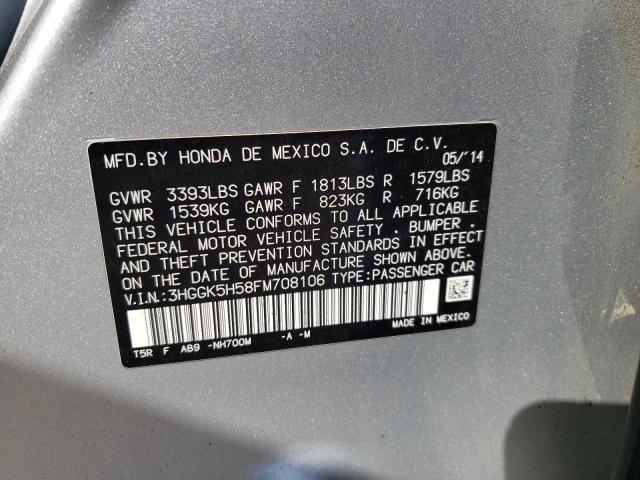 MFD.BY HONDA DE MEXICO S.A. DE C.V.
05/'14
GVWR 3393LBS GAWR F 1813LBS R 1579LBS
GVWR 1539KG GAWR F 823KG R 716KG
THIS VEHICLE CONFORMS TO ALL APPLICABLE
FEDERAL MOTOR VEHICLE SAFETY . BUMPER .
AND THEFT PREVENTION STANDARDS IN EFFECT
ON THE DATE OF MANUFACTURE SHOWN ABOVE.
V.I.N.:3HGGK5H58FM708106 TYPE:PASSENGER CAR
MADE IN MEXICO
T5R F AB9 -NH700M -A -M